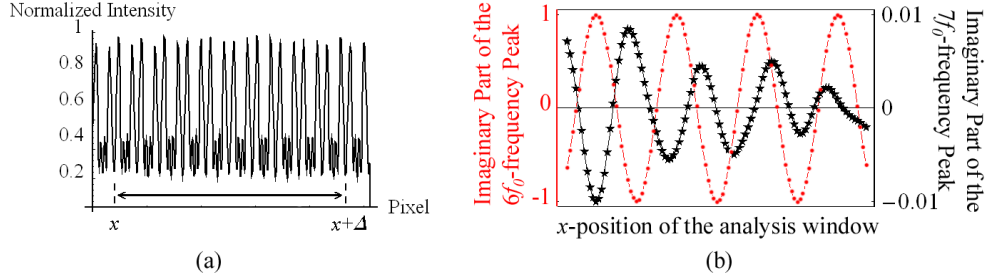 Normalized Intensity
1
0.8
0.6
0.4
0.2
x
x+Δ
Pixel
(a)
Imaginary Part of the
6f0-frequency Peak
1
0
-1
0.01
0
−0.01
Imaginary Part of the
7f0-frequency Peak
x-position of the analysis window
(b)